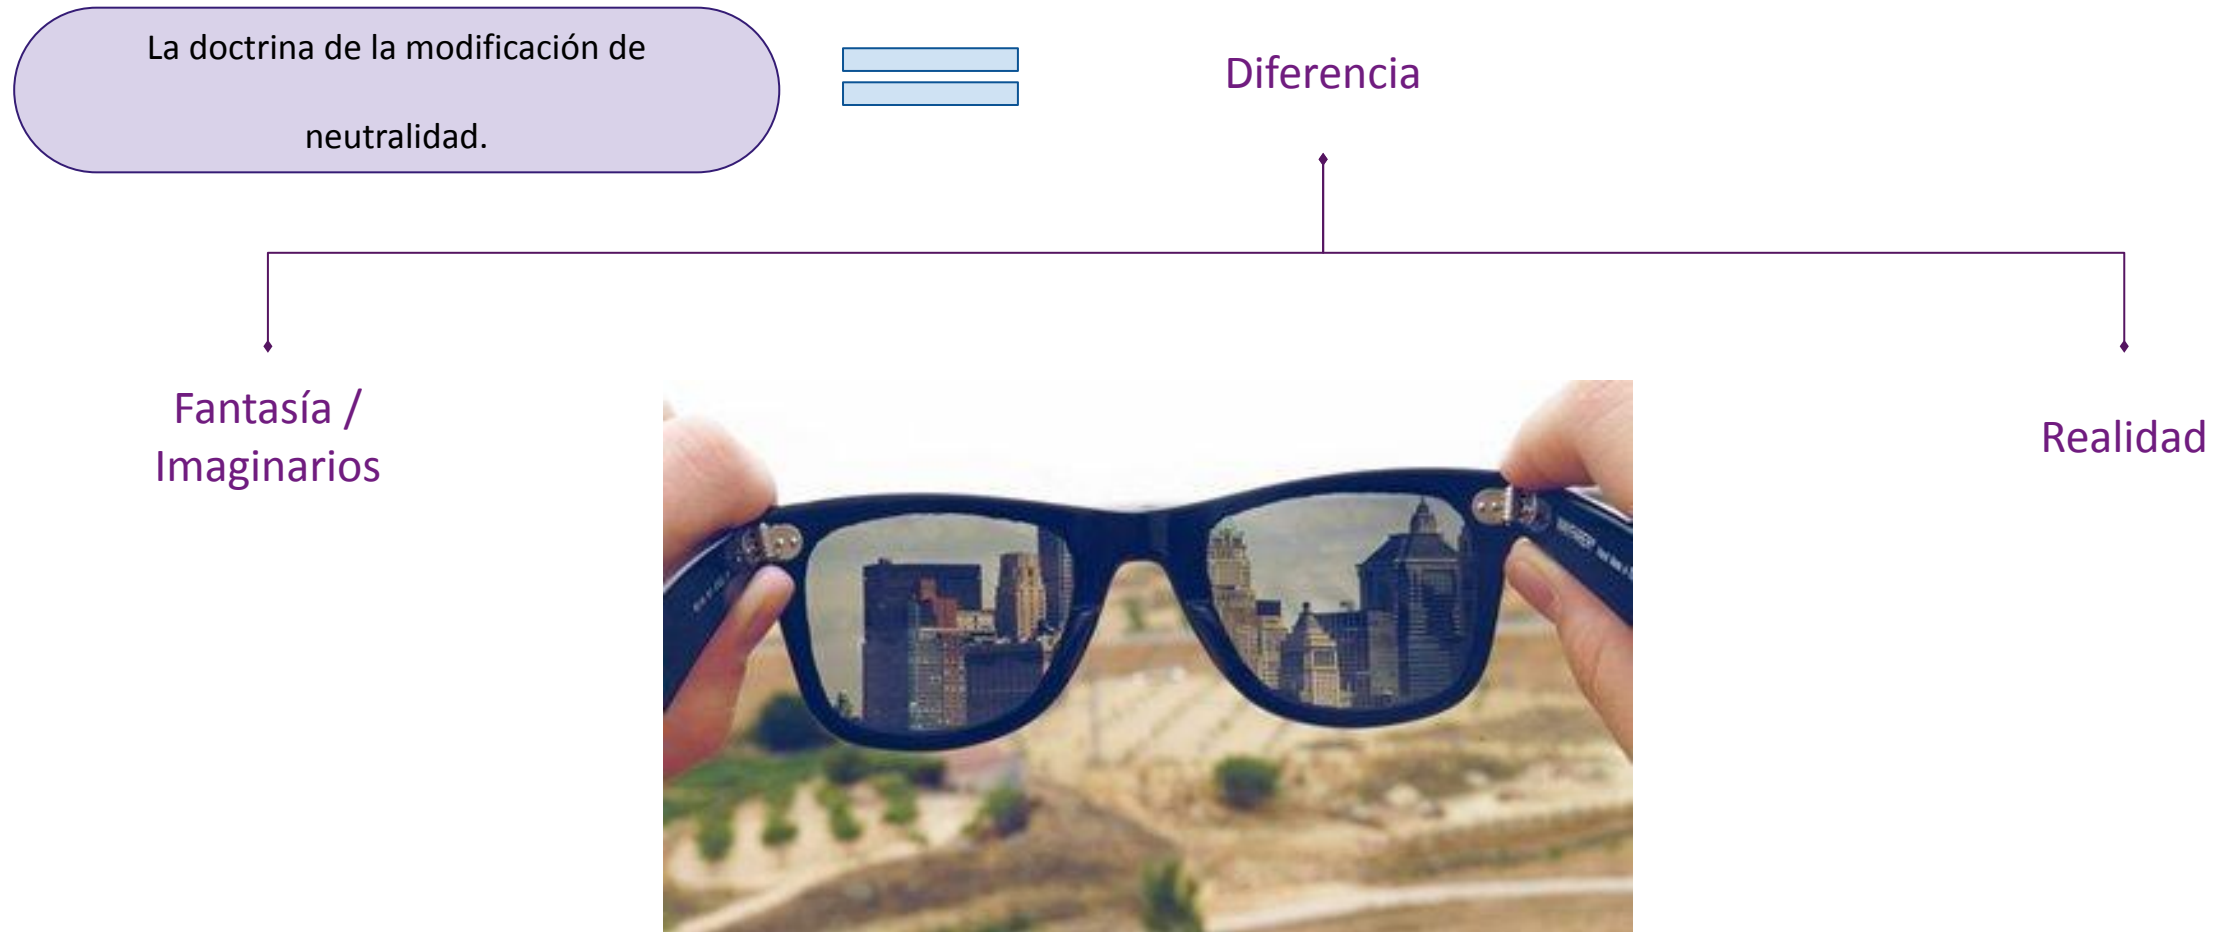 La doctrina de la modificación de
neutralidad.
Diferencia
Fantasía /
Imaginarios
Realidad